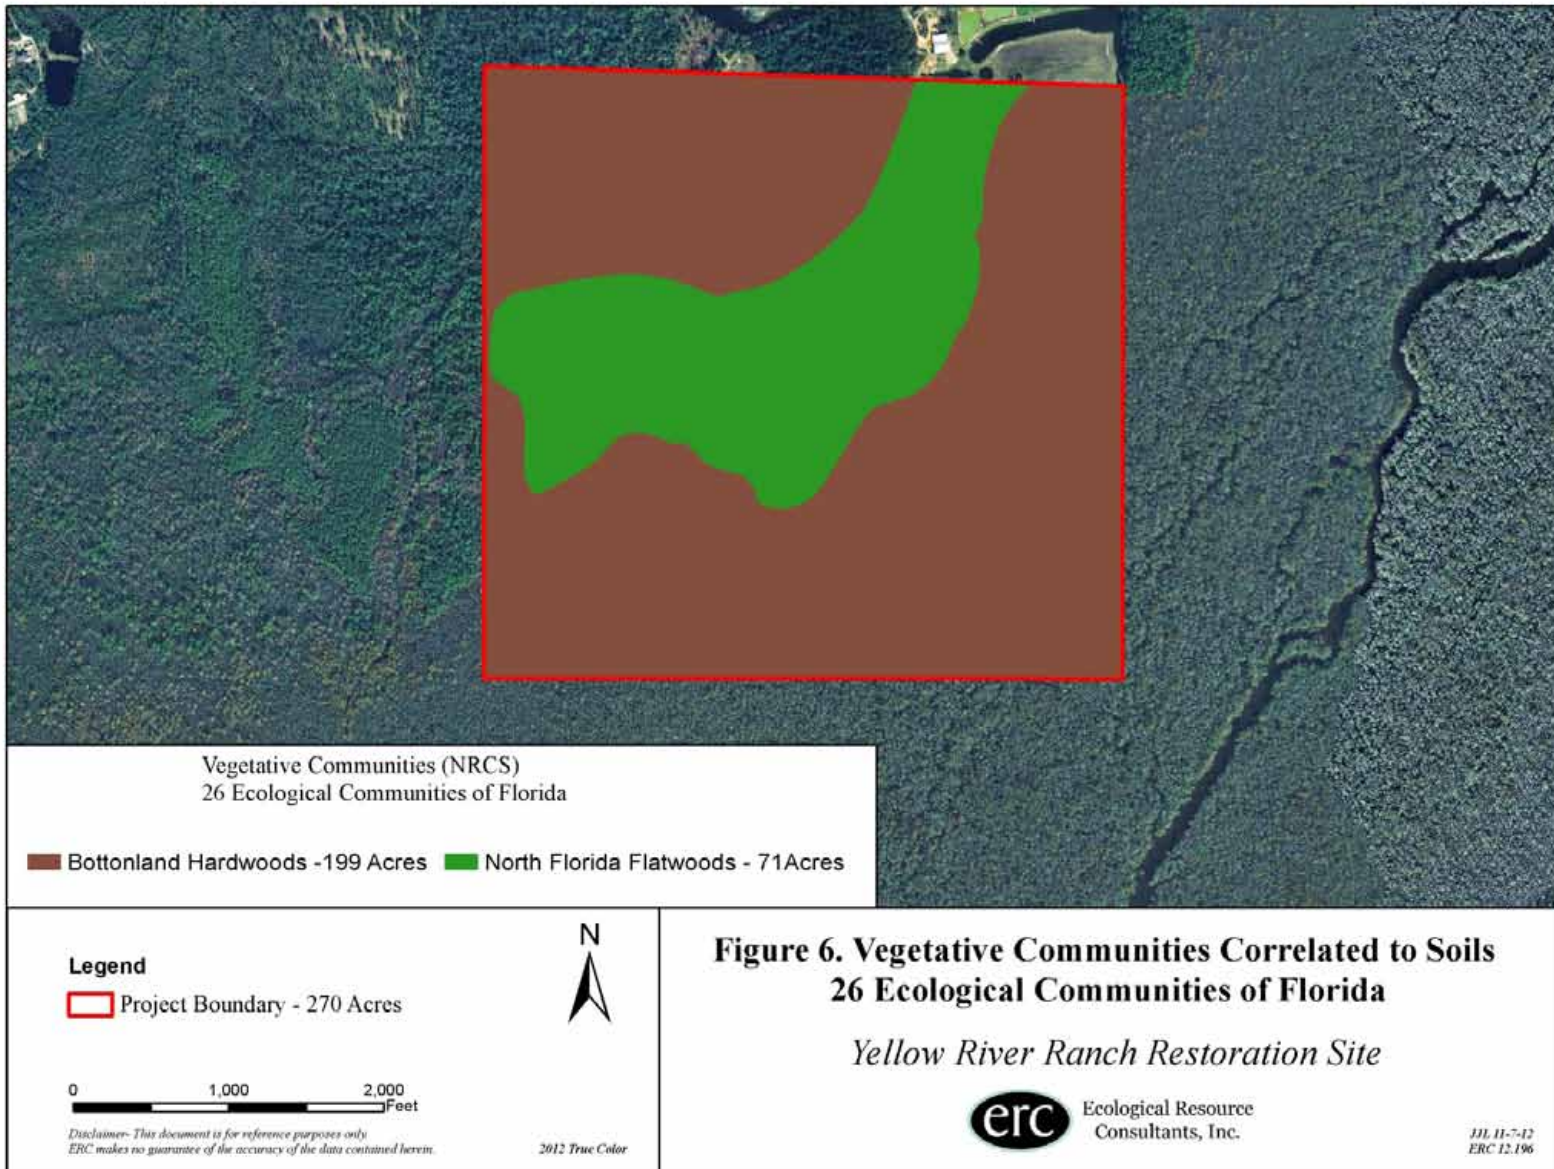 Vegetative Communities (NRCS)
26 Ecological Communities of Florida
Bottonland Hardwoods -199 Acres
North Florida Flatwoods - 71Acres
Legend
Project Boundary - 270 Acres
N
0 1,000 2,000
Feet
Disclaimer- This document is for reference purposes only.
ERC makes no guarantee of the accuracy of the data contained herein.
2012 True Color
Figure 6. Vegetative Communities Correlated to Soils
26 Ecological Communities of Florida
Yellow River Ranch Restoration Site
erc
Ecological Resource
Consultants, Inc.
JJL 11-7-12
ERC 12.196